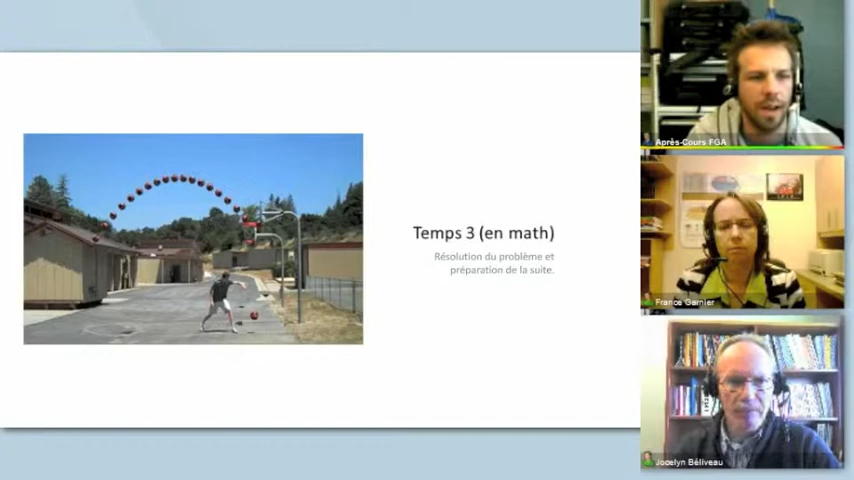 Temps 3 (en math)
Résolution du problème et
préparation de la suite.
Après-Cours FGA
France Garnier
Jocelyn Béliveau